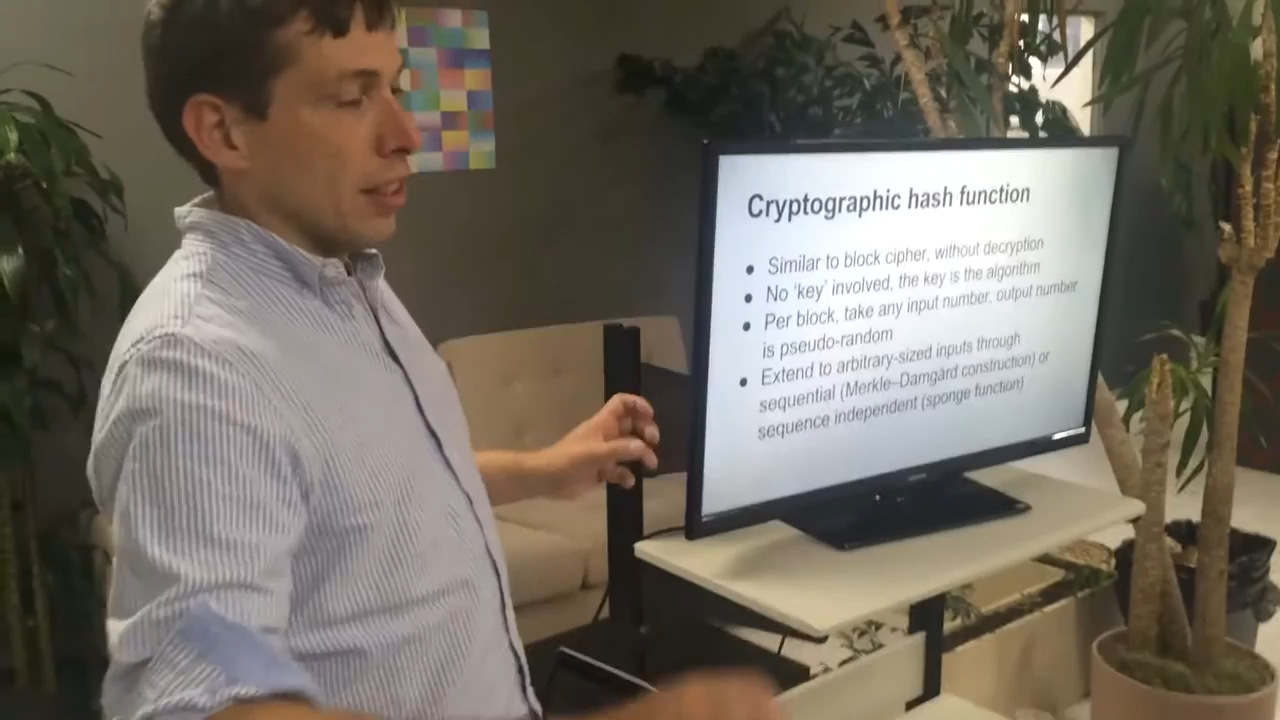 Cryptographic hash function
● Similar to block cipher, without decryption
● No ‘key’ involved, the key is the algorithm
● Per block, take any input number, output number
is pseudo-random
● Extend to arbitrary-sized inputs through
sequential (Merkle–Damgård construction) or
sequence independent (sponge function)